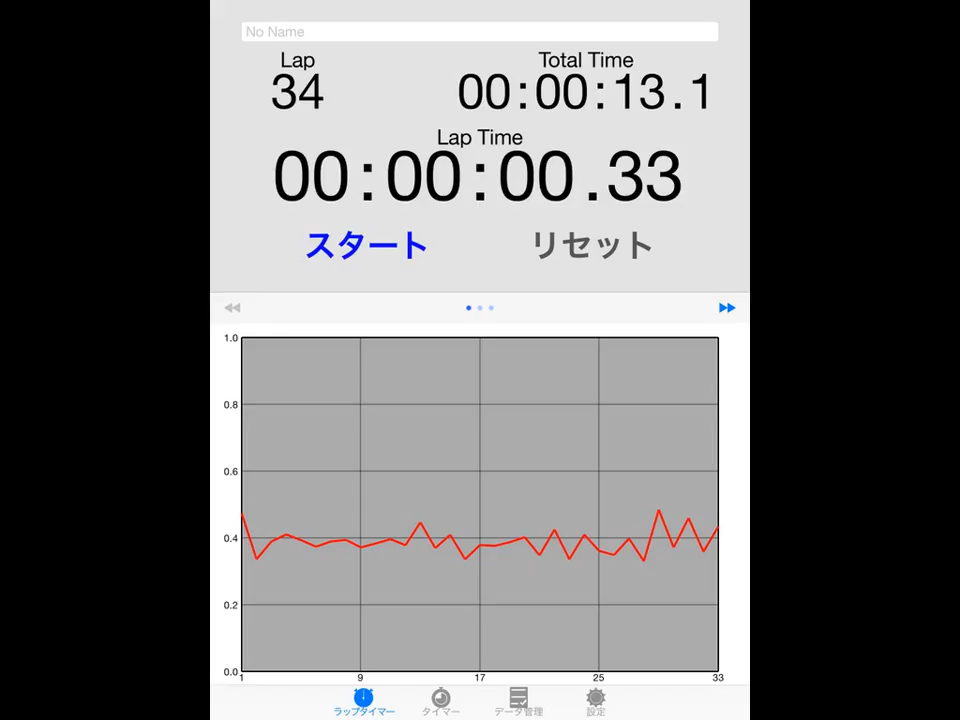 No Name
Lap
Total Time
34
00:00:13.1
Lap Time
00:00:00.33
スタート
リセット
1.0
0.8
0.6
0.4
0.2
0.0
1 9 17 25 33
ラップタイマー タイマー データ管理 設定